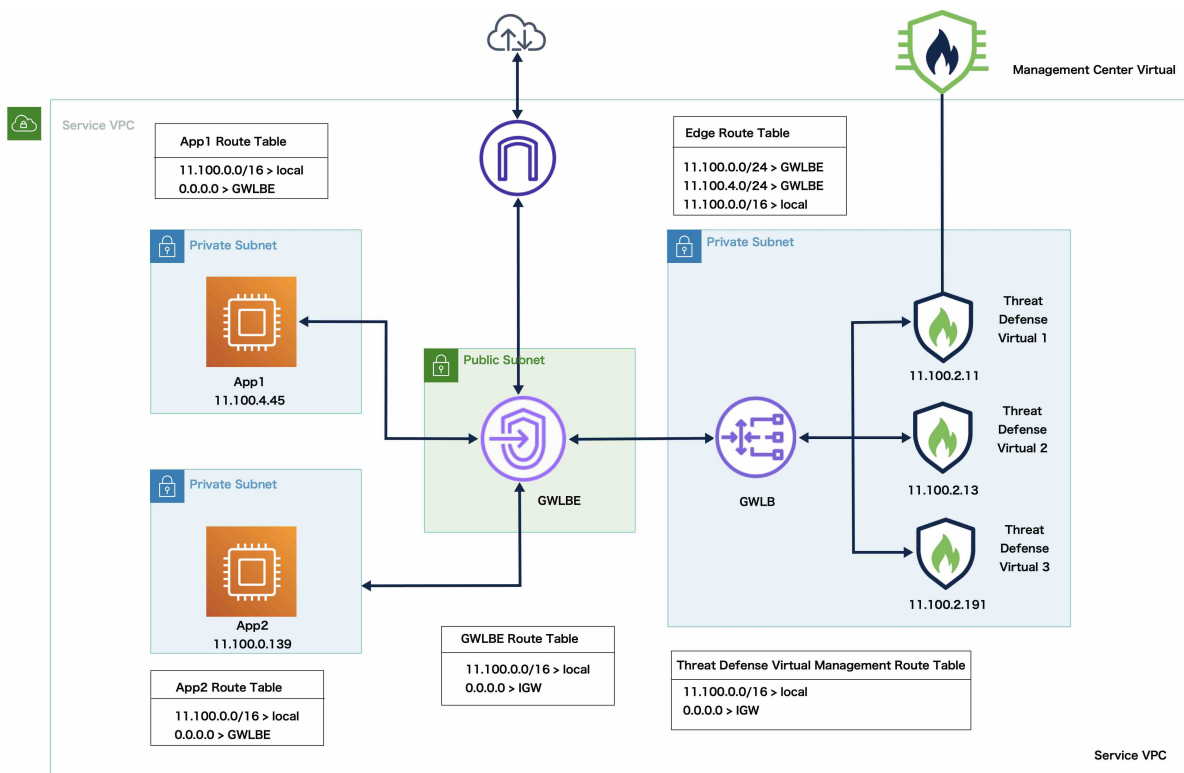 Management Center Virtual
Service VPC
App1 Route Table
11.100.0.0/16 > local
0.0.0.0 > GWLBE
Edge Route Table
11.100.0.0/24 > GWLBE
11.100.4.0/24 > GWLBE
11.100.0.0/16 > local
Private Subnet
App1
11.100.4.45
Private Subnet
Threat
Defense
Virtual 1
11.100.2.11
Public Subnet
GWLBE
GWLB
Threat
Defense
Virtual 2
11.100.2.13
Threat
Defense
Virtual 3
11.100.2.191
Private Subnet
App2
11.100.0.139
App2 Route Table
11.100.0.0/16 > local
0.0.0.0 > GWLBE
GWLBE Route Table
11.100.0.0/16 > local
0.0.0.0 > IGW
Threat Defense Virtual Management Route Table
11.100.0.0/16 > local
0.0.0.0 > IGW
Service VPC